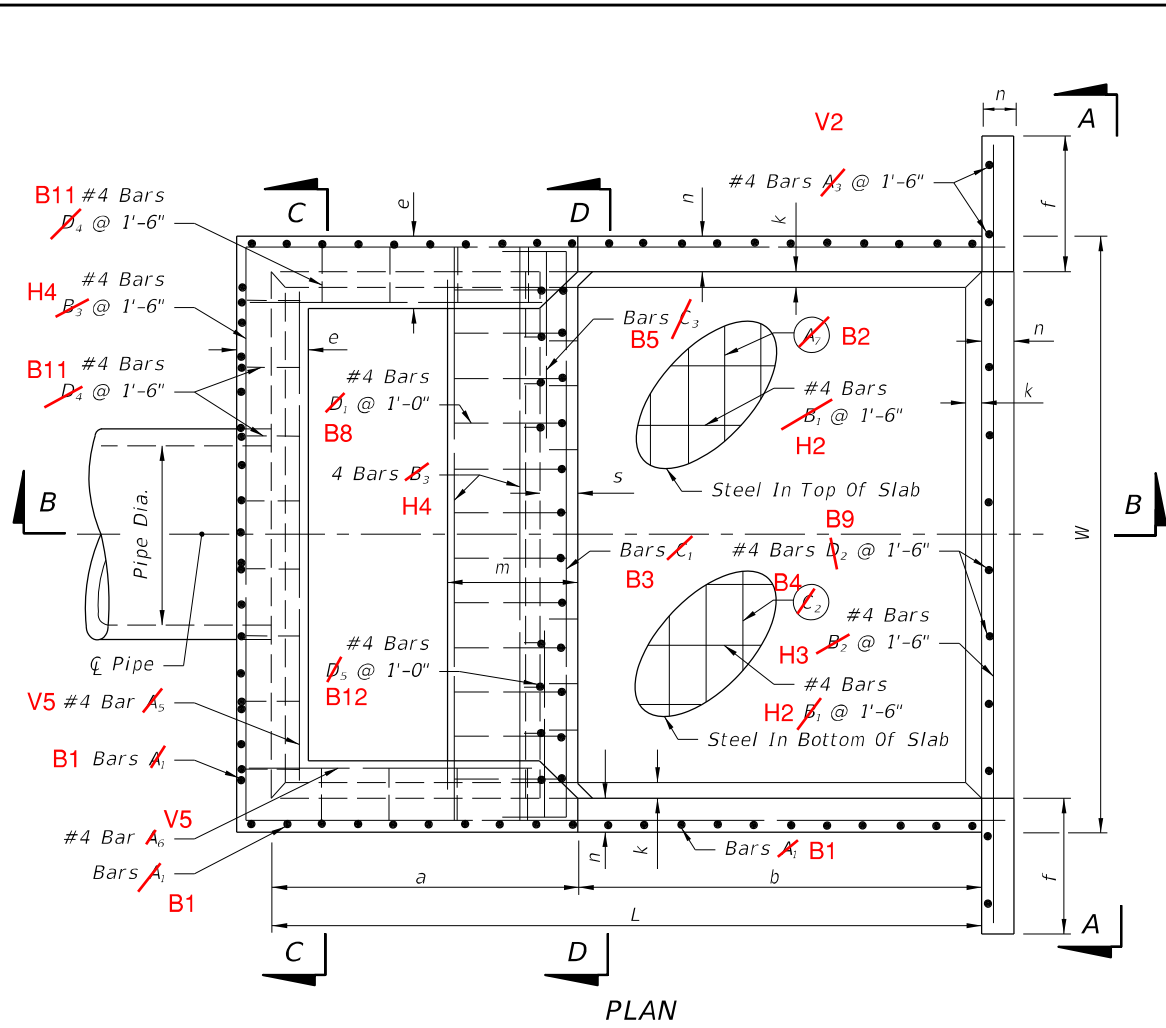 n
A
V2
#4 Bars A₃ @ 1'-6"
f
B11 #4 Bars
D₄ @ 1'-6"
C
e
D
n
k
#4 Bars
H4 B₃ @ 1'-6"
Bars C₃
B5
A₇ B2
n
e
#4 Bars
B11 D₄ @ 1'-6"
#4 Bars
D₁ @ 1'-0"
B8
#4 Bars
B₁ @ 1'-6"
H2
k
4 Bars B₃
H4
s
Steel In Top Of Slab
B
Pipe Dia.
B9
B
W
m
Bars C₁
B3
#4 Bars D₂ @ 1'-6"
B4
C₂
#4 Bars
H3 B₂ @ 1'-6"
#4 Bars
D₅ @ 1'-0"
B12
℄ Pipe
#4 Bars
H2 B₁ @ 1'-6"
V5 #4 Bar A₅
Steel In Bottom Of Slab
B1 Bars A₁
V5
#4 Bar A₆
Bars A₁
B1
n
k
Bars A₁ B1
a
b
f
L
C
D
A
PLAN